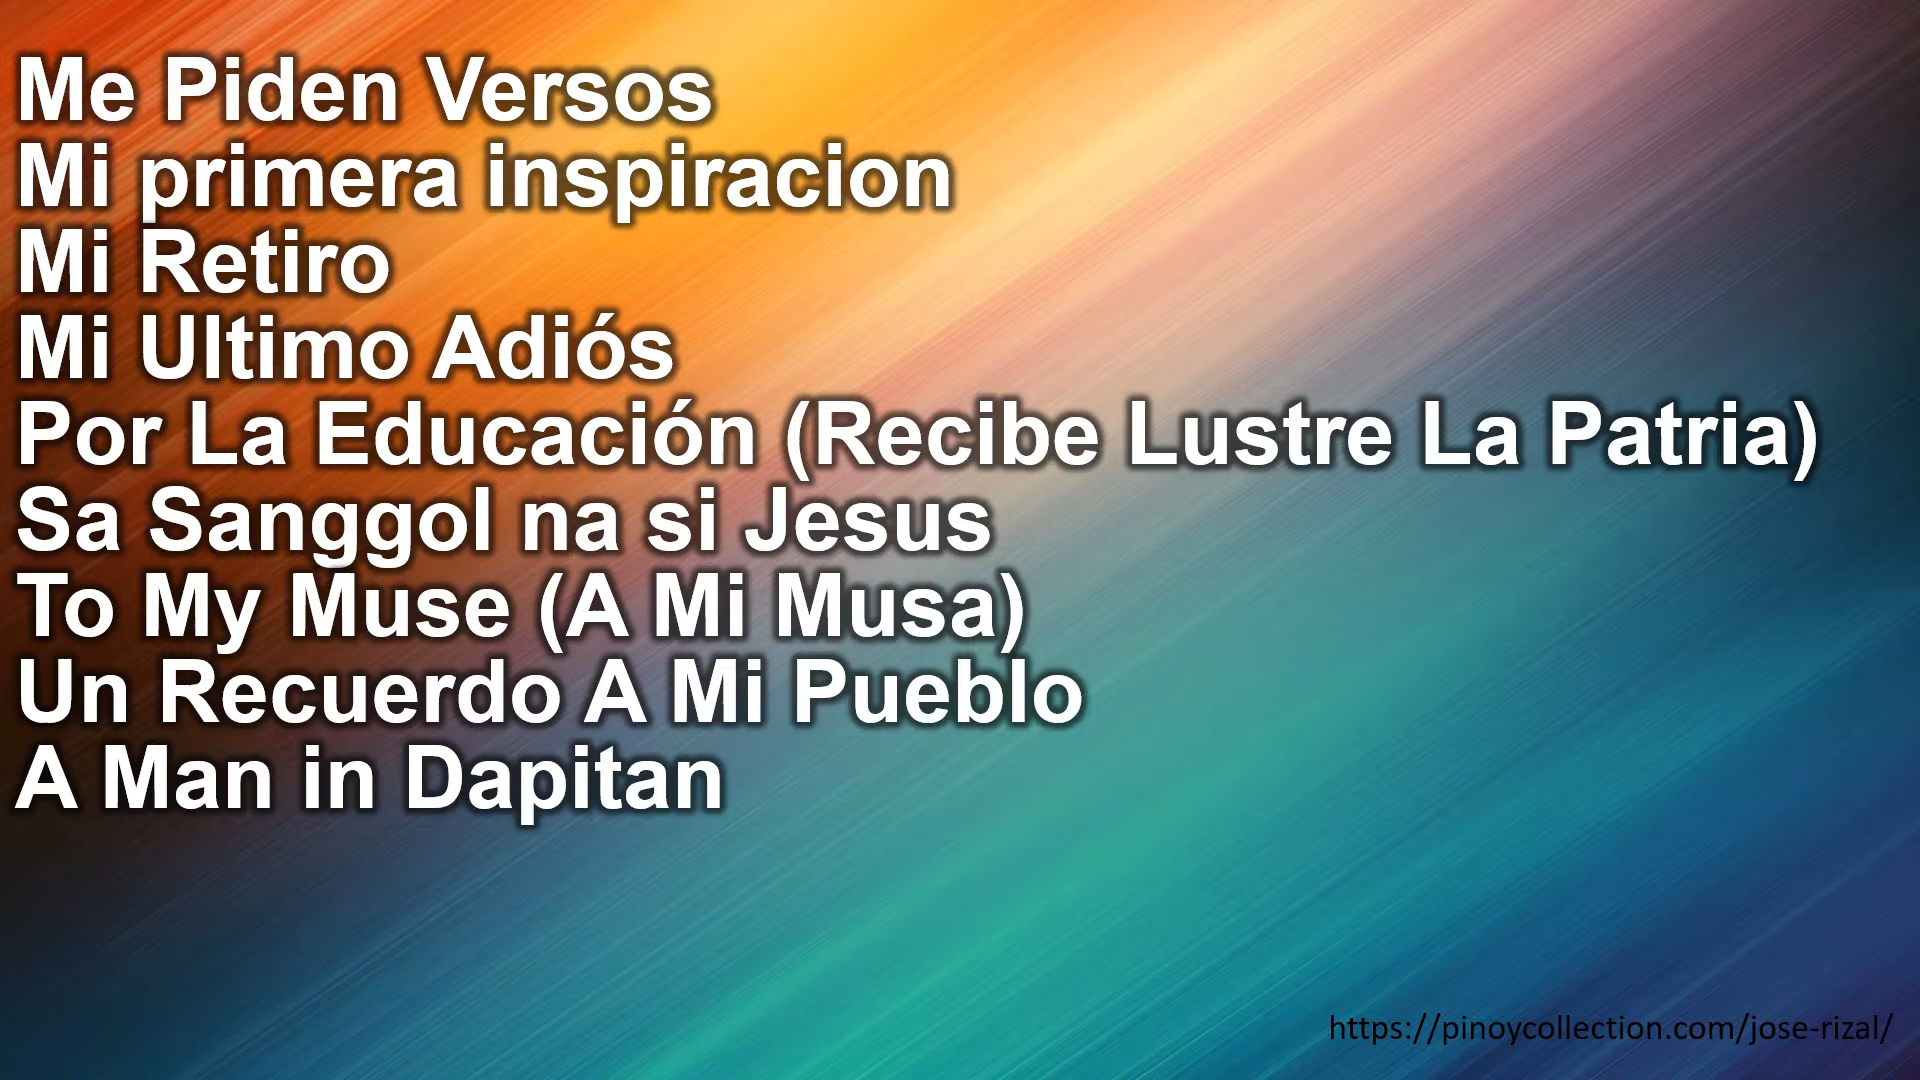 Me Piden Versos
Mi primera inspiracion
Mi Retiro
Mi Ultimo Adiós
Por La Educación (Recibe Lustre La Patria)
Sa Sanggol na si Jesus
To My Muse (A Mi Musa)
Un Recuerdo A Mi Pueblo
A Man in Dapitan
https://pinoycollection.com/jose-rizal/